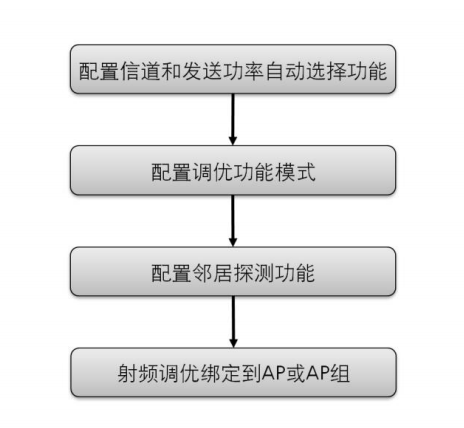 配置信道和发送功率自动选择功能
配置调优功能模式
配置邻居探测功能
射频调优绑定到AP或AP组